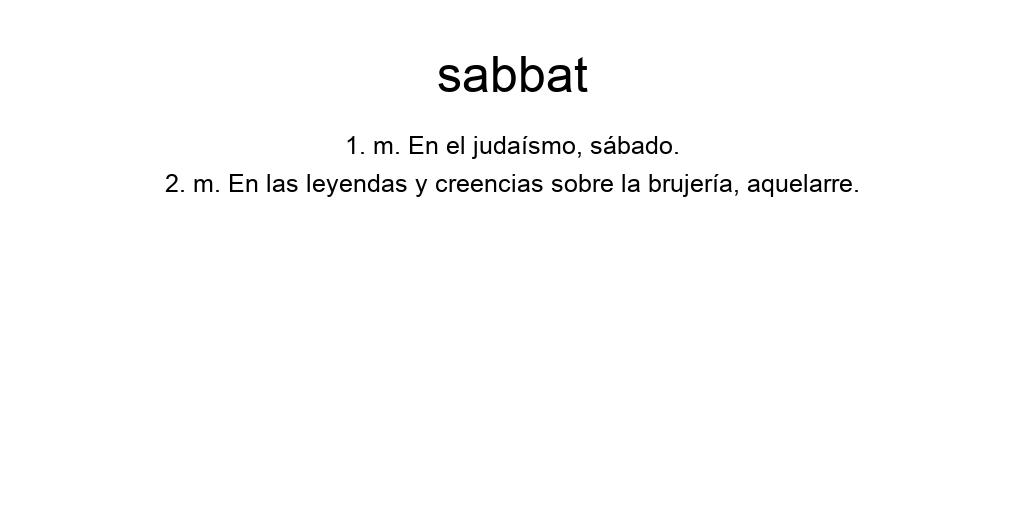 sabbat
1. m. En el judaísmo, sábado.
2. m. En las leyendas y creencias sobre la brujería, aquelarre.